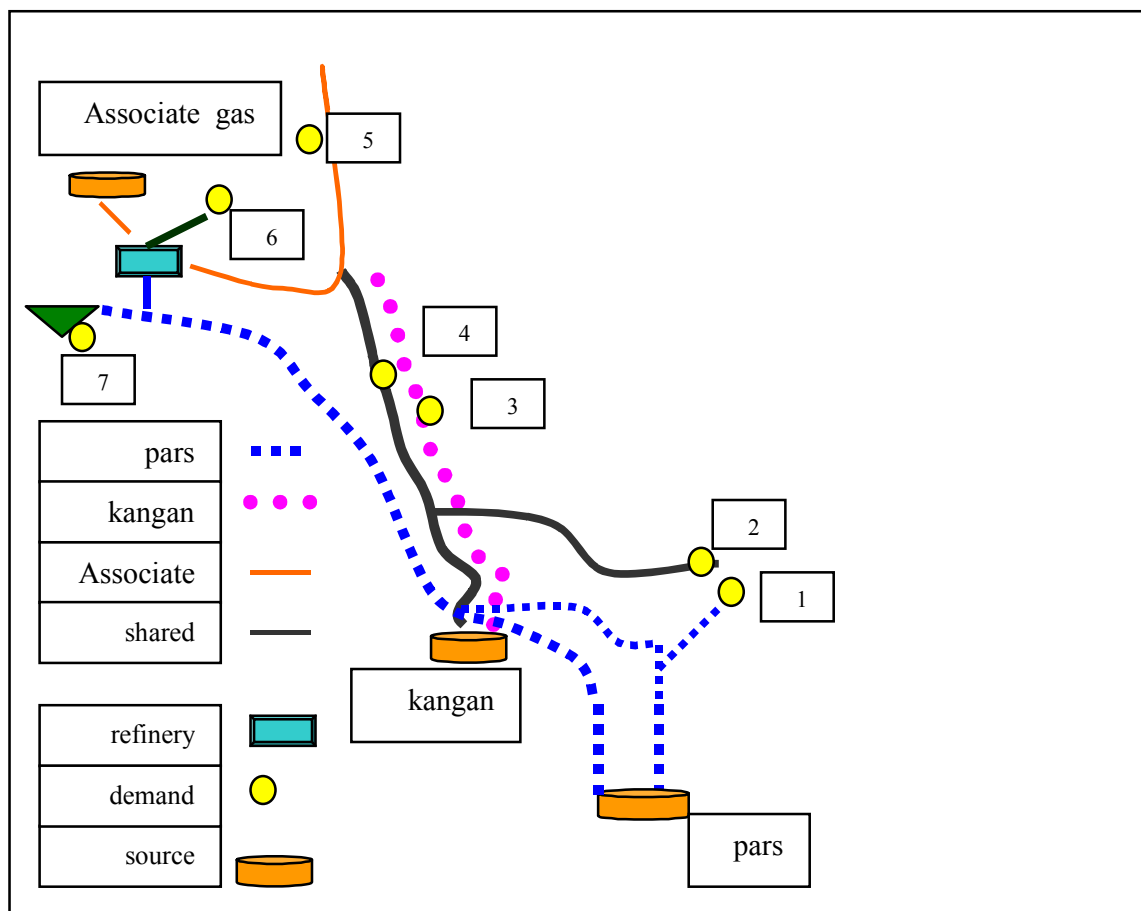 Associate gas
5
6
4
7
3
pars
kangan
Associate
shared
2
1
kangan
refinery
demand
source
pars